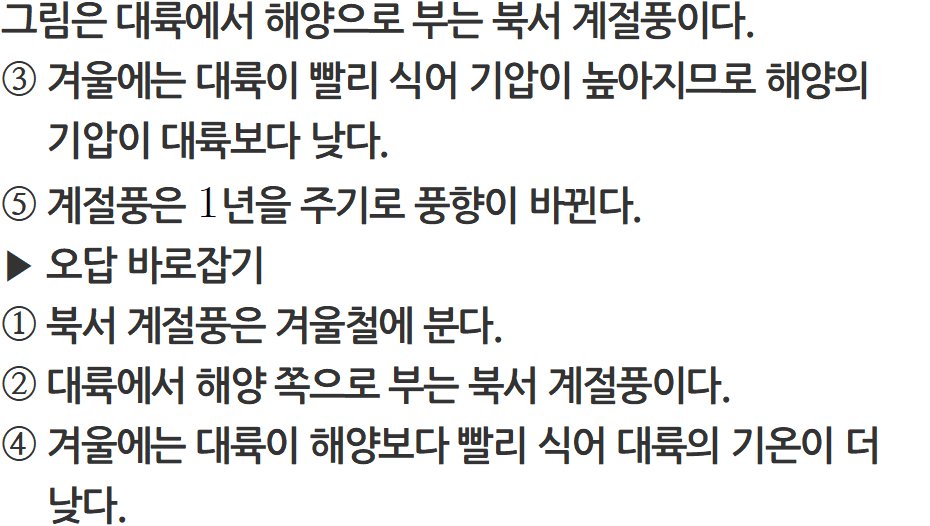 그림은 대륙에서 해양으로 부는 북서 계절풍이다.
③ 겨울에는 대륙이 빨리 식어 기압이 높아지므로 해양의
기압이 대륙보다 낮다.
⑤ 계절풍은 1년을 주기로 풍향이 바뀐다.
▶ 오답 바로잡기
① 북서 계절풍은 겨울철에 분다.
② 대륙에서 해양 쪽으로 부는 북서 계절풍이다.
④ 겨울에는 대륙이 해양보다 빨리 식어 대륙의 기온이 더
낮다.